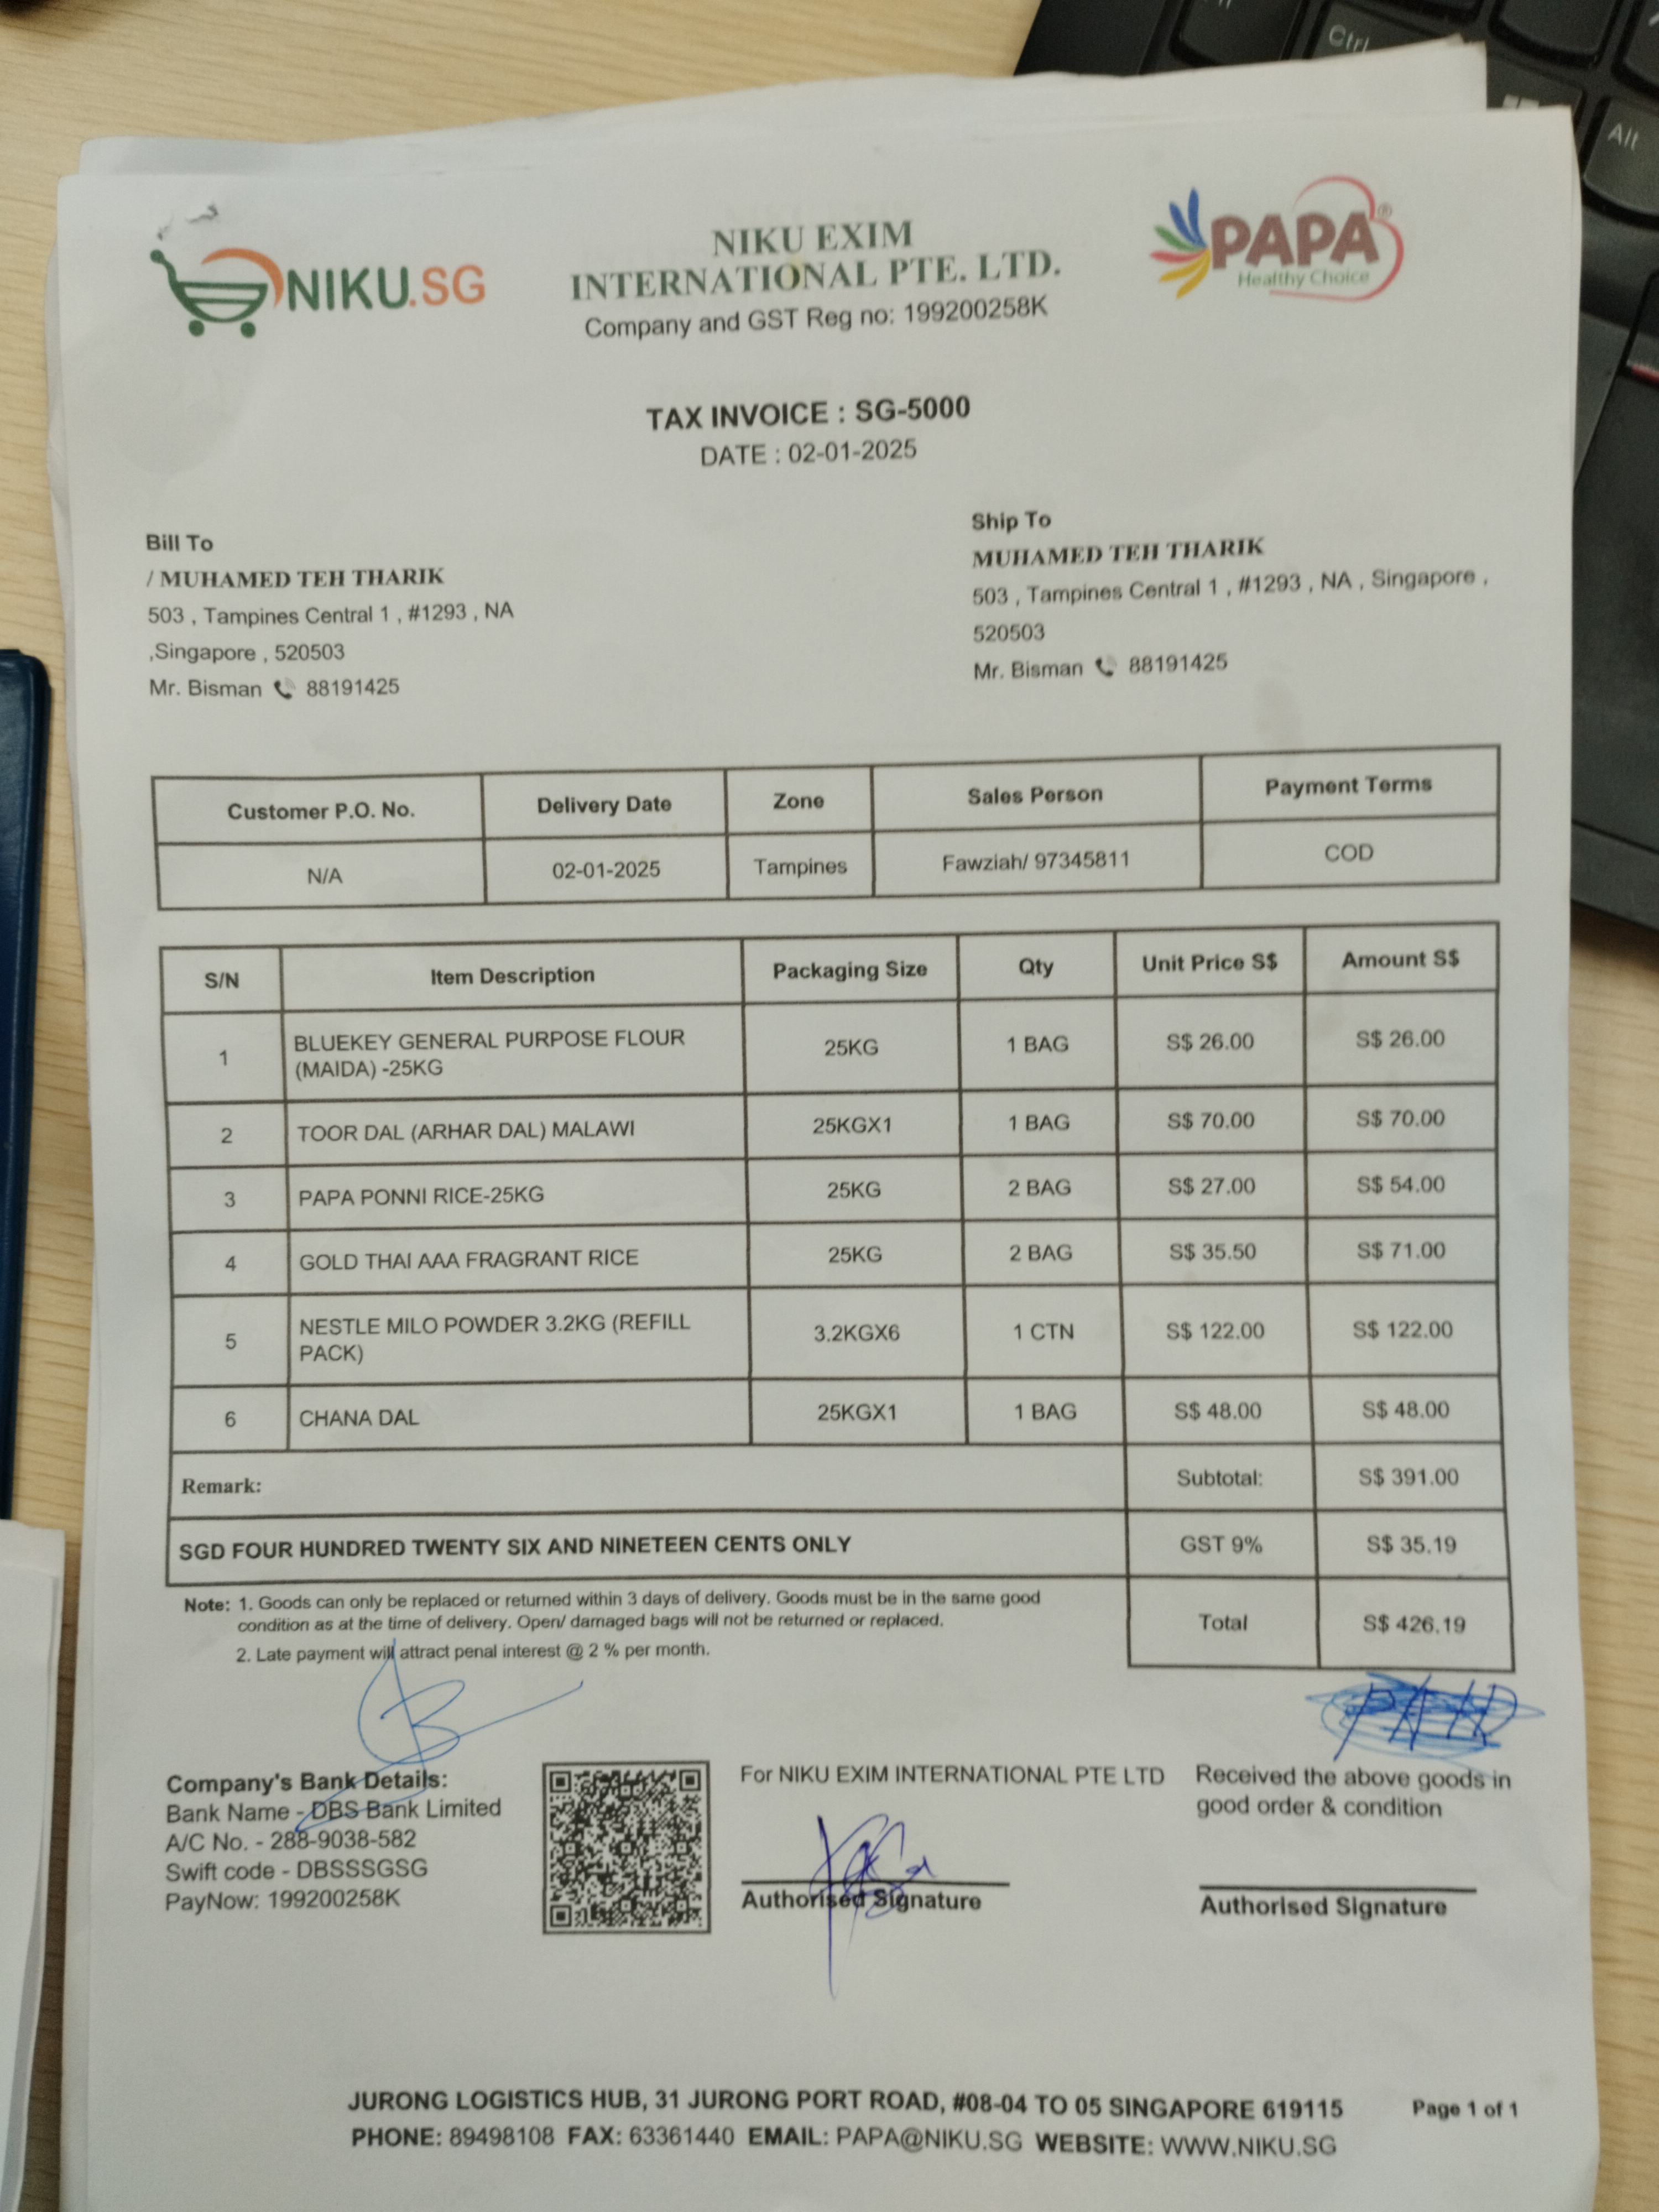 Ctrl
Alt
NIKU.SG
NIKU EXIM
INTERNATIONAL PTE. LTD.
Company and GST Reg no: 199200258K
PAPA®
Healthy Choice
TAX INVOICE : SG-5000
DATE : 02-01-2025
Bill To
/ MUHAMED TEH THARIK
503 , Tampines Central 1 , #1293 , NA
,Singapore , 520503
Mr. Bisman 88191425
Ship To
MUHAMED TEH THARIK
503 , Tampines Central 1 , #1293 , NA , Singapore ,
520503
Mr. Bisman 88191425
Customer P.O. No. Delivery Date Zone Sales Person Payment Terms
N/A 02-01-2025 Tampines Fawziah/ 97345811 COD
S/N Item Description Packaging Size Qty Unit Price S$ Amount S$
1 BLUEKEY GENERAL PURPOSE FLOUR (MAIDA) -25KG 25KG 1 BAG S$ 26.00 S$ 26.00
2 TOOR DAL (ARHAR DAL) MALAWI 25KGX1 1 BAG S$ 70.00 S$ 70.00
3 PAPA PONNI RICE-25KG 25KG 2 BAG S$ 27.00 S$ 54.00
4 GOLD THAI AAA FRAGRANT RICE 25KG 2 BAG S$ 35.50 S$ 71.00
5 NESTLE MILO POWDER 3.2KG (REFILL PACK) 3.2KGX6 1 CTN S$ 122.00 S$ 122.00
6 CHANA DAL 25KGX1 1 BAG S$ 48.00 S$ 48.00
Remark: Subtotal: S$ 391.00
SGD FOUR HUNDRED TWENTY SIX AND NINETEEN CENTS ONLY GST 9% S$ 35.19
Total S$ 426.19
Note: 1. Goods can only be replaced or returned within 3 days of delivery. Goods must be in the same good
condition as at the time of delivery. Open/ damaged bags will not be returned or replaced.
2. Late payment will attract penal interest @ 2 % per month.
Company's Bank Details:
Bank Name - DBS Bank Limited
A/C No. - 288-9038-582
Swift code - DBSSSGSG
PayNow: 199200258K
For NIKU EXIM INTERNATIONAL PTE LTD
Authorised Signature
Received the above goods in
good order & condition
Authorised Signature
JURONG LOGISTICS HUB, 31 JURONG PORT ROAD, #08-04 TO 05 SINGAPORE 619115
Page 1 of 1
PHONE: 89498108 FAX: 63361440 EMAIL: PAPA@NIKU.SG WEBSITE: WWW.NIKU.SG